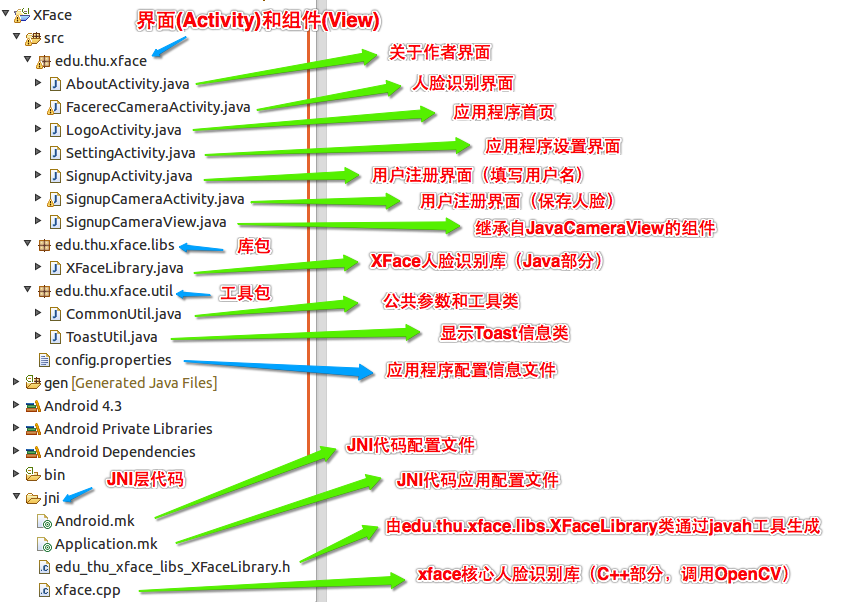 XFace
界面(Activity)和组件(View)
src
edu.thu.xface
关于作者界面
AboutActivity.java
人脸识别界面
FacerecCameraActivity.java
应用程序首页
LogoActivity.java
应用程序设置界面
SettingActivity.java
用户注册界面（填写用户名）
SignupActivity.java
用户注册界面（保存人脸）
SignupCameraActivity.java
SignupCameraView.java
继承自JavaCameraView的组件
edu.thu.xface.libs
库包
XFaceLibrary.java
XFace人脸识别库（Java部分）
edu.thu.xface.util
工具包
CommonUtil.java
公共参数和工具类
ToastUtil.java
显示Toast信息类
config.properties
应用程序配置信息文件
gen [Generated Java Files]
Android 4.3
Android Private Libraries
Android Dependencies
JNI代码配置文件
bin
JNI层代码
JNI代码应用配置文件
jni
Android.mk
由edu.thu.xface.libs.XFaceLibrary类通过javah工具生成
Application.mk
edu_thu_xface_libs_XFaceLibrary.h
xface核心人脸识别库（C++部分，调用OpenCV）
xface.cpp